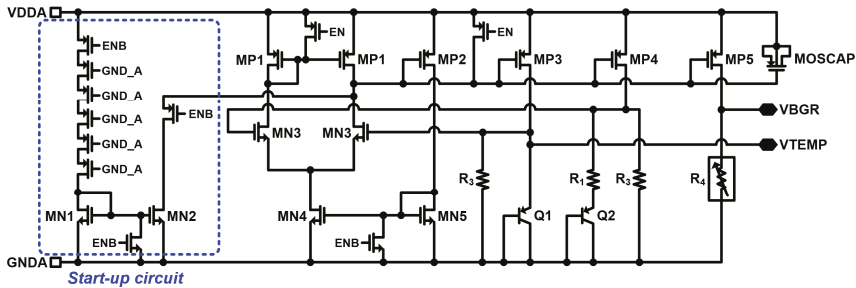 VDDA
ENB
EN
EN
GND_A
MP1
MP1
MP2
MP3
MP4
MP5
MOSCAP
GND_A
GND_A
ENB
VBGR
GND_A
MN3
MN3
VTEMP
GND_A
R3
R1
R3
R4
MN1
MN2
MN4
MN5
Q1
Q2
ENB
ENB
GNDA
Start-up circuit